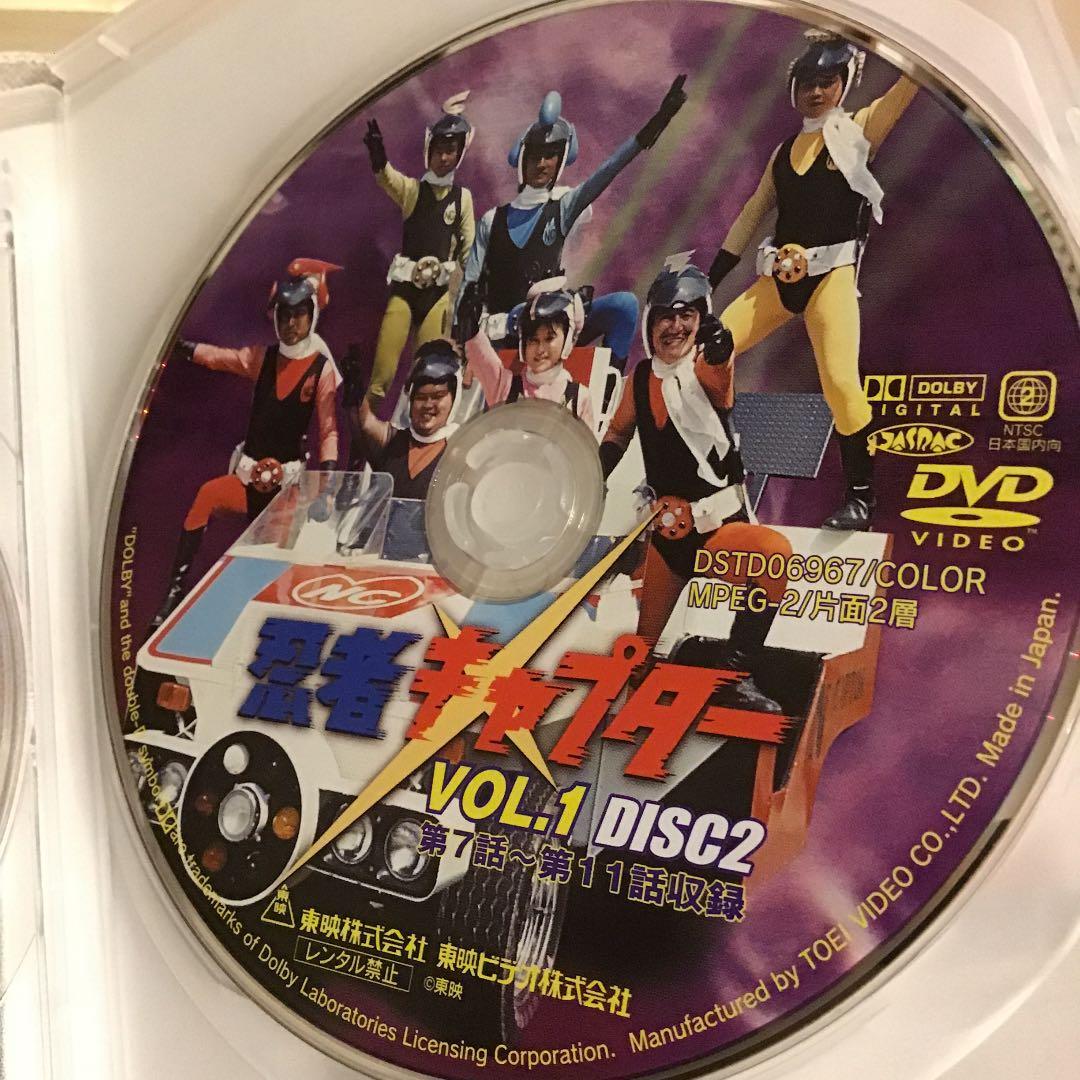 DOLBY
DIGITAL
2
NTSC
日本国内向
JASRAC
DVD
VIDEO™
DSTD06967/COLOR
MPEG-2/片面2層
NC
忍者キャプター
VOL.1 DISC2
第7話～第11話収録
東映
東映株式会社 東映ビデオ株式会社
レンタル禁止
©東映
"DOLBY" and the double-D symbol are trademarks of Dolby Laboratories Licensing Corporation. Manufactured by TOEI VIDEO CO.,LTD. Made in Japan.